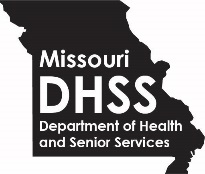 Missouri
DHSS
Department of Health
and Senior Services